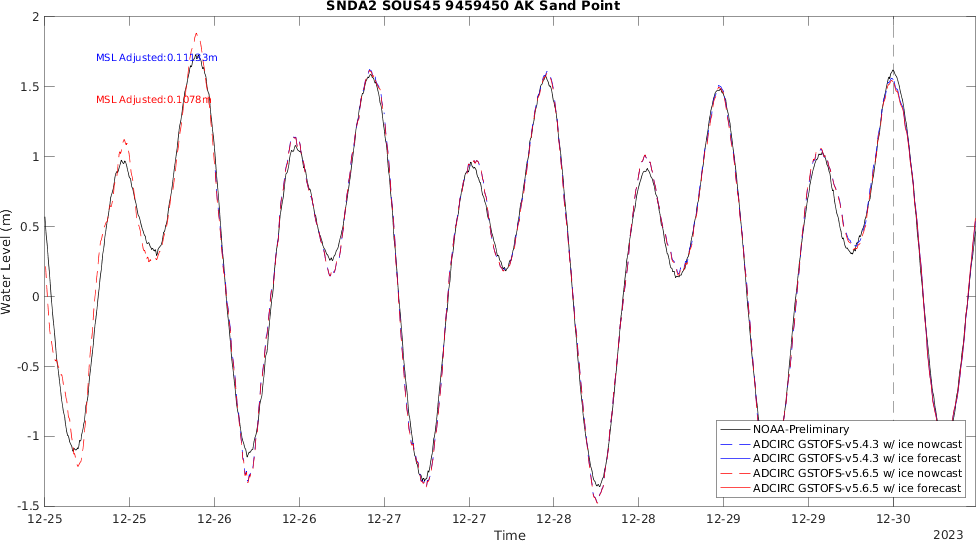 SNDA2 SOUS45 9459450 AK Sand Point
2
MSL Adjusted:0.11193m
1.5
MSL Adjusted:0.1078m
1
0.5
0
-0.5
-1
-1.5
Water Level (m)
NOAA-Preliminary
ADCIRC GSTOFS-v5.4.3 w/ ice nowcast
ADCIRC GSTOFS-v5.4.3 w/ ice forecast
ADCIRC GSTOFS-v5.6.5 w/ ice nowcast
ADCIRC GSTOFS-v5.6.5 w/ ice forecast
12-25 12-25 12-26 12-26 12-27 12-27 12-28 12-28 12-29 12-29 12-30
Time
2023